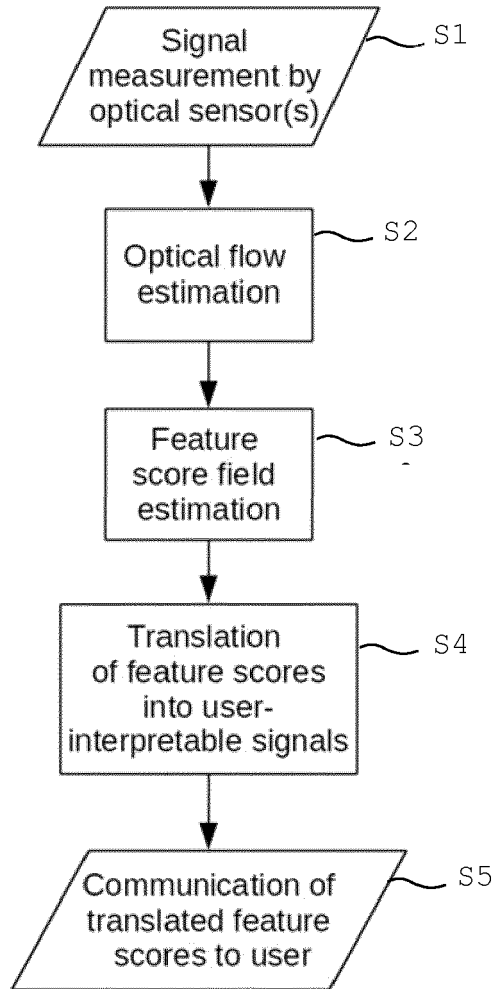 Signal
measurement by
optical sensor(s)
S1
Optical flow
estimation
S2
Feature
score field
estimation
S3
Translation
of feature scores
into user-
interpretable signals
S4
Communication of
translated feature
scores to user
S5